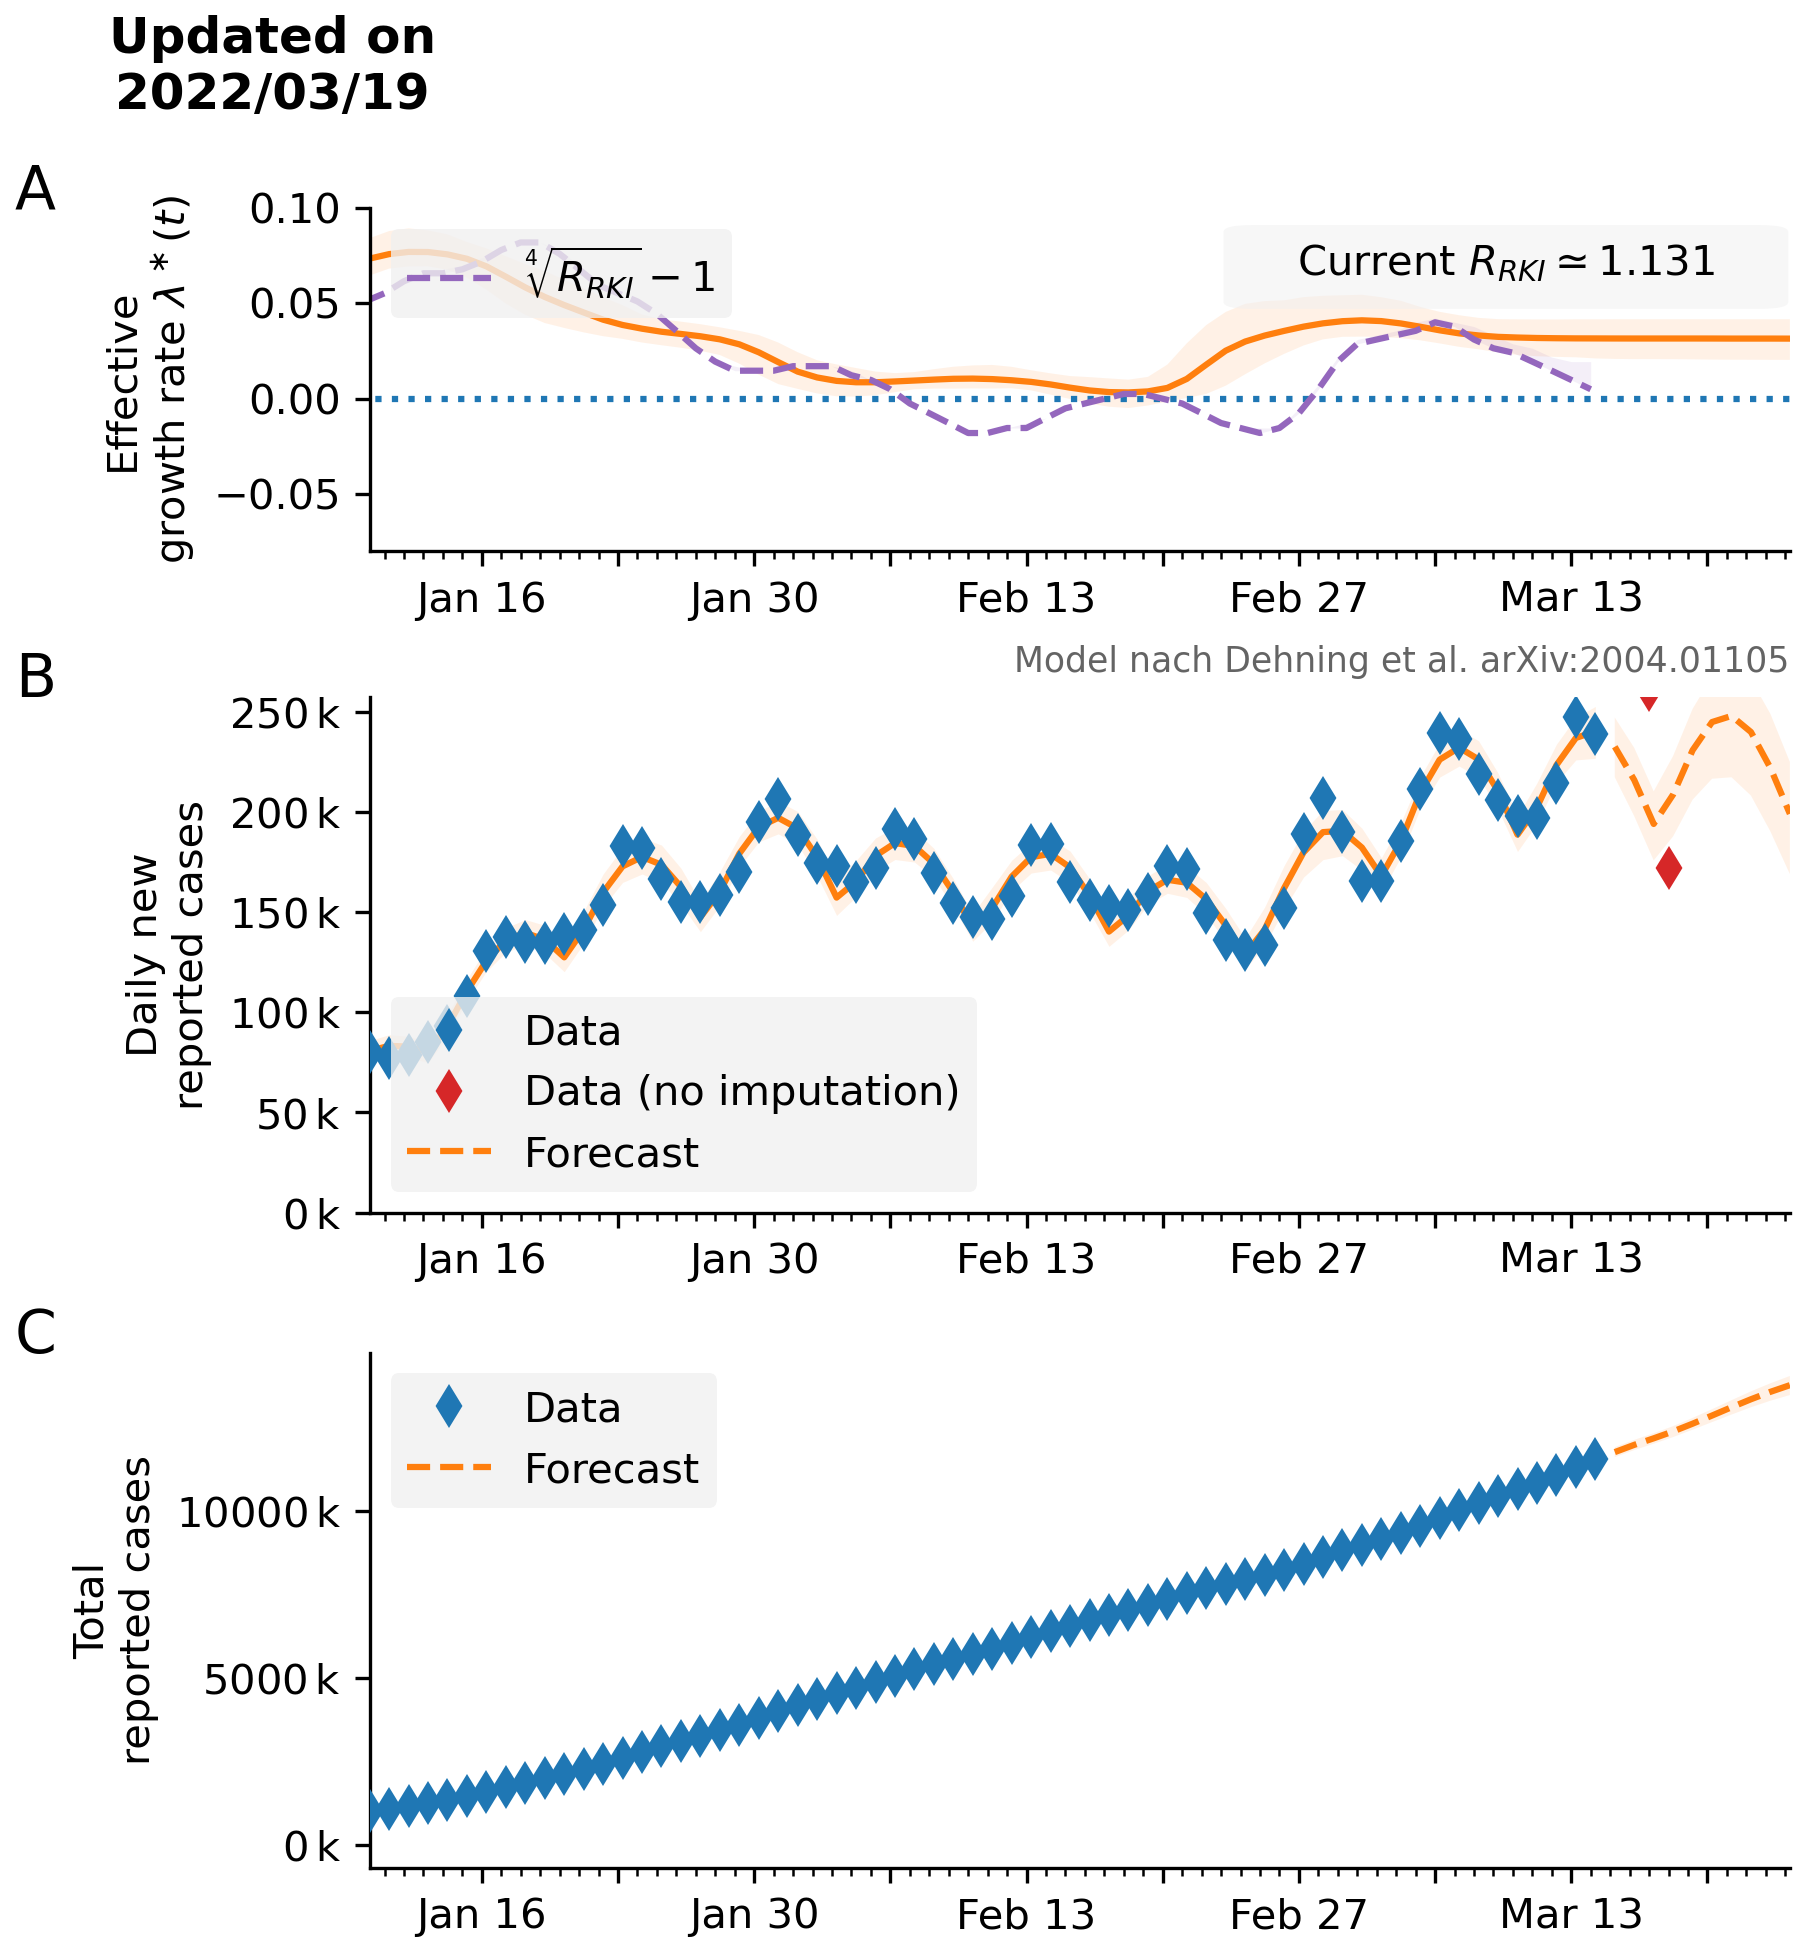 Updated on
2022/03/19
A
Effective
growth rate λ * (t)
0.10
0.05
0.00
−0.05
∜R_RKI − 1
Current R_RKI ≃ 1.131
Jan 16
Jan 30
Feb 13
Feb 27
Mar 13
Model nach Dehning et al. arXiv:2004.01105
B
Daily new
reported cases
250 k
200 k
150 k
100 k
50 k
0 k
Data
Data (no imputation)
Forecast
Jan 16
Jan 30
Feb 13
Feb 27
Mar 13
C
Total
reported cases
10000 k
5000 k
0 k
Data
Forecast
Jan 16
Jan 30
Feb 13
Feb 27
Mar 13